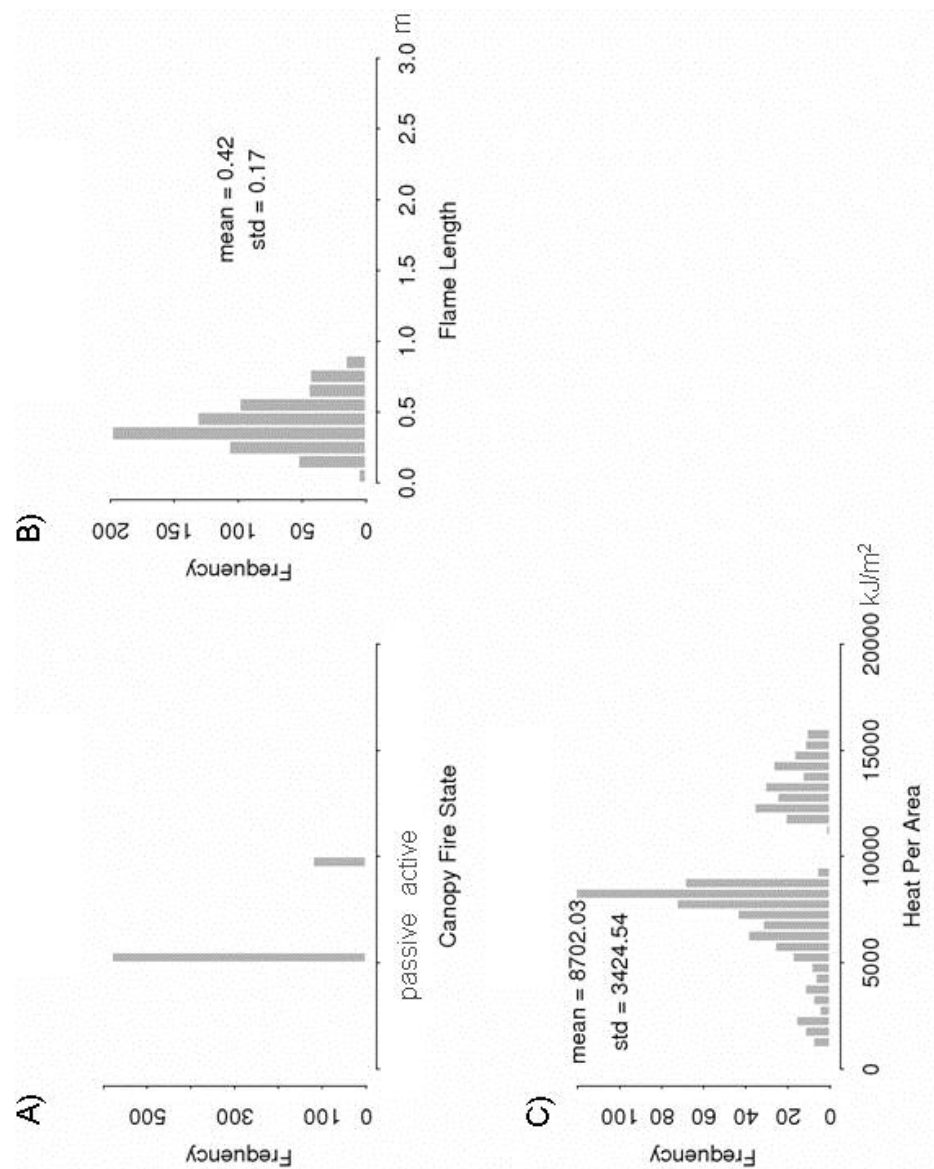 A)
Frequency
0 100 300 500
passive active
Canopy Fire State
B)
Frequency
0 50 100 150 200
mean = 0.42
std = 0.17
0.0 0.5 1.0 1.5 2.0 2.5 3.0 m
Flame Length
C)
Frequency
0 20 40 60 80 100
mean = 8702.03
std = 3424.54
0 5000 10000 15000 20000 kJ/m²
Heat Per Area